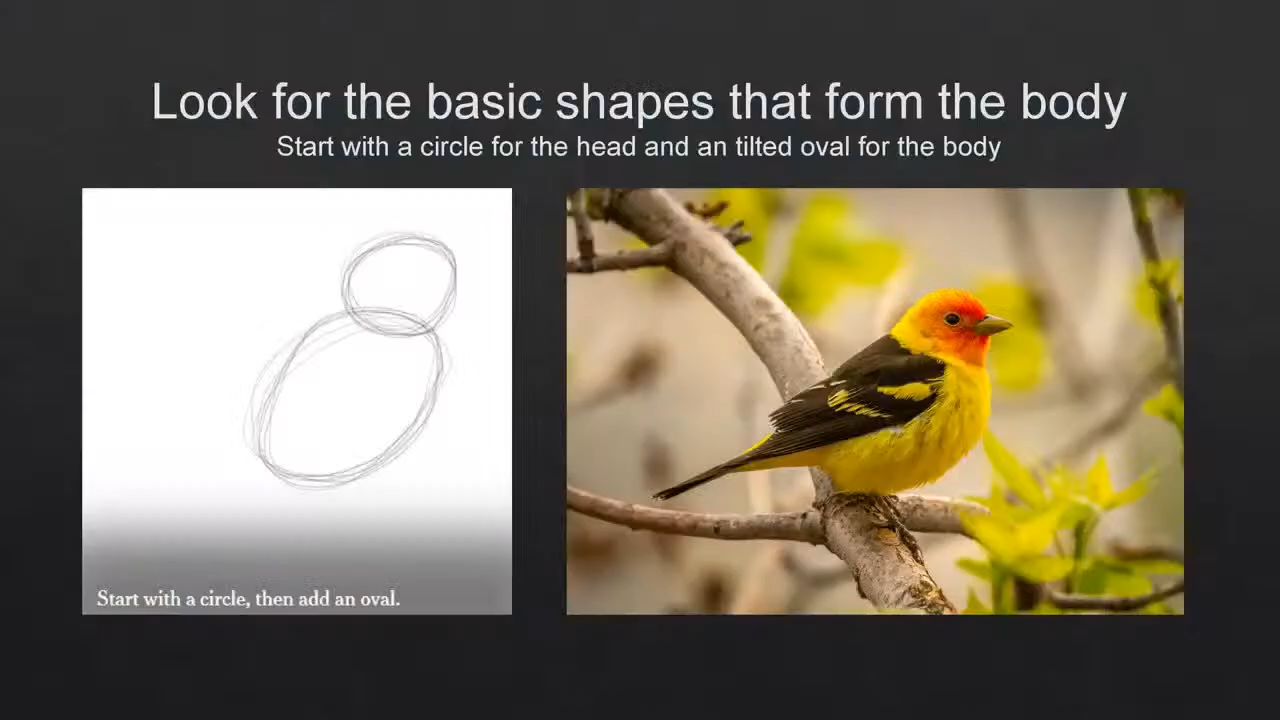 Look for the basic shapes that form the body
Start with a circle for the head and an tilted oval for the body
Start with a circle, then add an oval.